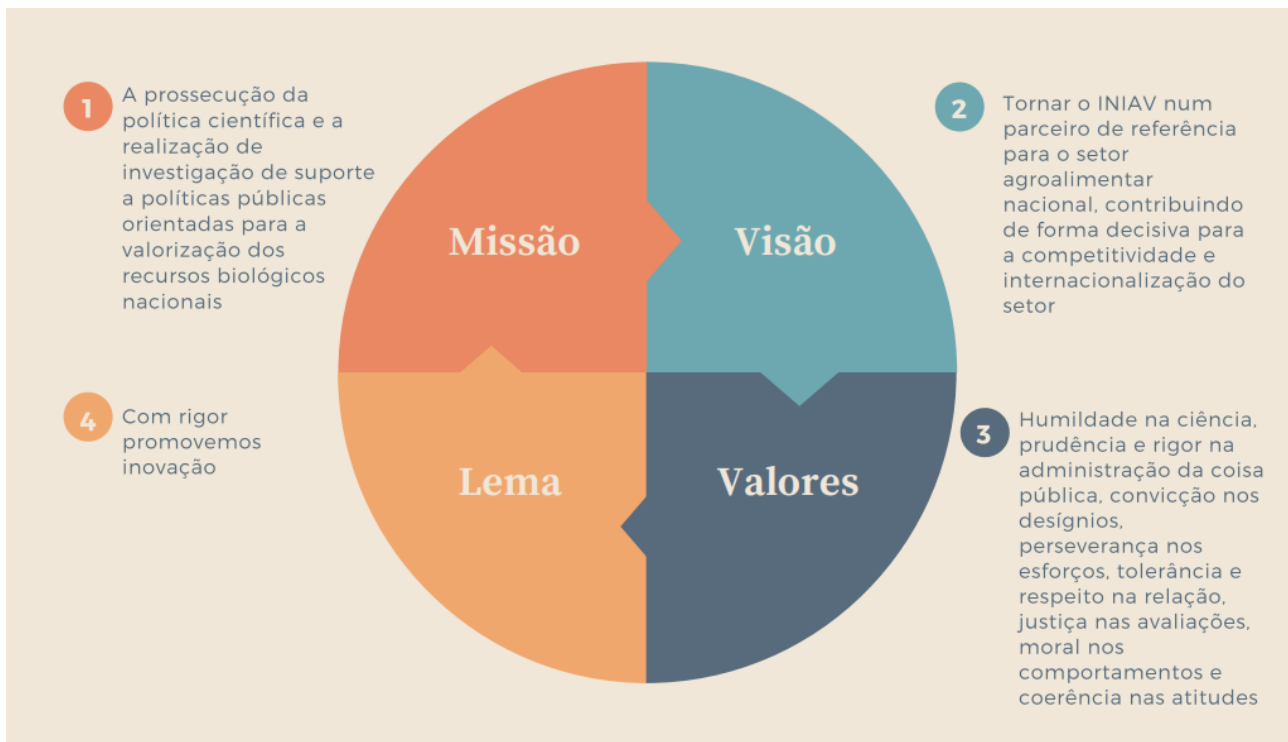 1
A prossecução da
política científica e a
realização de
investigação de suporte
a políticas públicas
orientadas para a
valorização dos
recursos biológicos
nacionais
Missão
Visão
2
Tornar o INIAV num
parceiro de referência
para o setor
agroalimentar
nacional, contribuindo
de forma decisiva para
a competitividade e
internacionalização do
setor
4
Com rigor
promovemos
inovação
Lema
Valores
3
Humildade na ciência,
prudência e rigor na
administração da coisa
pública, convicção nos
desígnios,
perseverança nos
esforços, tolerância e
respeito na relação,
justiça nas avaliações,
moral nos
comportamentos e
coerência nas atitudes